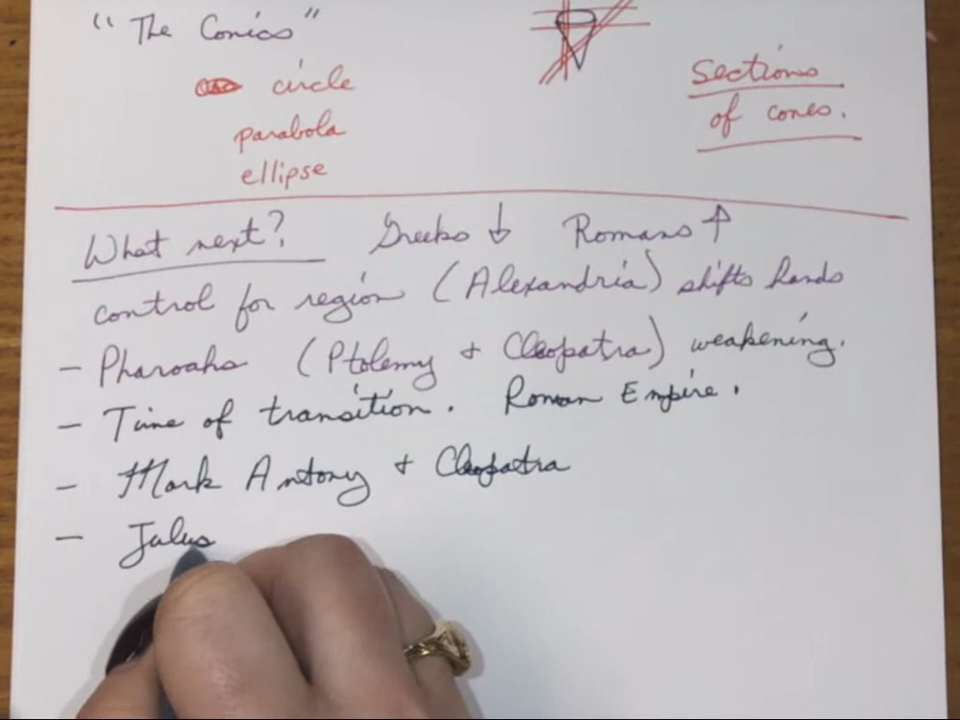 "The Conics"
circle
parabola
ellipse
Sections
of cones.
What next? Greeks ↓ Romans ↑
control for region (Alexandria) shifts hands
- Pharoahs (Ptolemy + Cleopatra) weakening.
- Time of transition. Roman Empire.
- Mark Antony + Cleopatra
- Julus